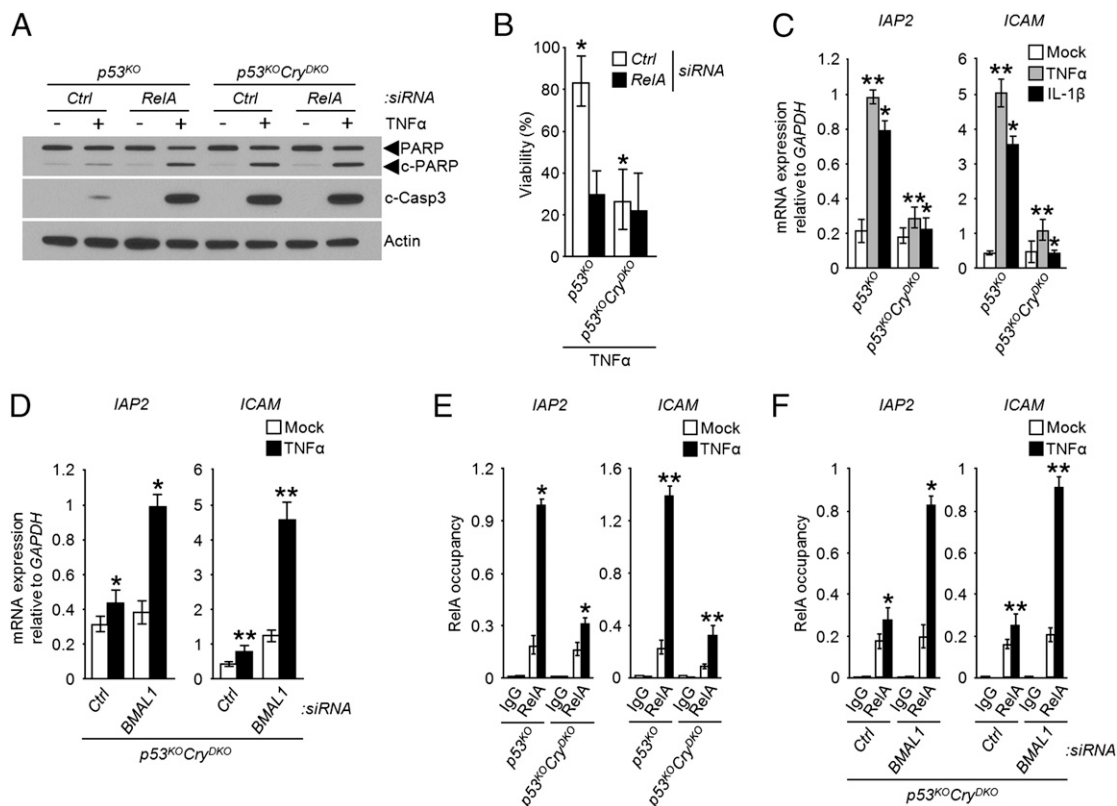 A
p53KO
p53KOCryDKO
Ctrl RelA Ctrl RelA :siRNA
- + - + - + - + TNFα
PARP
c-PARP
c-Casp3
Actin
B
Viability (%)
100
80
60
40
20
0
*
*
Ctrl
RelA
siRNA
p53KO
p53KOCryDKO
TNFα
C
IAP2
ICAM
Mock
TNFα
IL-1β
mRNA expression
relative to GAPDH
1.2
1
0.8
0.6
0.4
0.2
0
**
*
**
*
p53KO
p53KOCryDKO
6
5
4
3
2
1
0
**
*
**
*
p53KO
p53KOCryDKO
D
IAP2
ICAM
Mock
TNFα
mRNA expression
relative to GAPDH
1.2
1
0.8
0.6
0.4
0.2
0
*
*
Ctrl
BMAL1
6
5
4
3
2
1
0
**
**
Ctrl
BMAL1
:siRNA
p53KOCryDKO
E
IAP2
ICAM
Mock
TNFα
RelA occupancy
1.2
0.9
0.6
0.3
0
*
*
IgG
RelA
IgG
RelA
p53KO
p53KOCryDKO
1.6
1.2
0.8
0.4
0
**
**
IgG
RelA
IgG
RelA
p53KO
p53KOCryDKO
F
IAP2
ICAM
Mock
TNFα
RelA occupancy
1
0.8
0.6
0.4
0.2
0
*
*
IgG
RelA
IgG
RelA
Ctrl
BMAL1
1
0.8
0.6
0.4
0.2
0
**
**
IgG
RelA
IgG
RelA
Ctrl
BMAL1
:siRNA
p53KOCryDKO